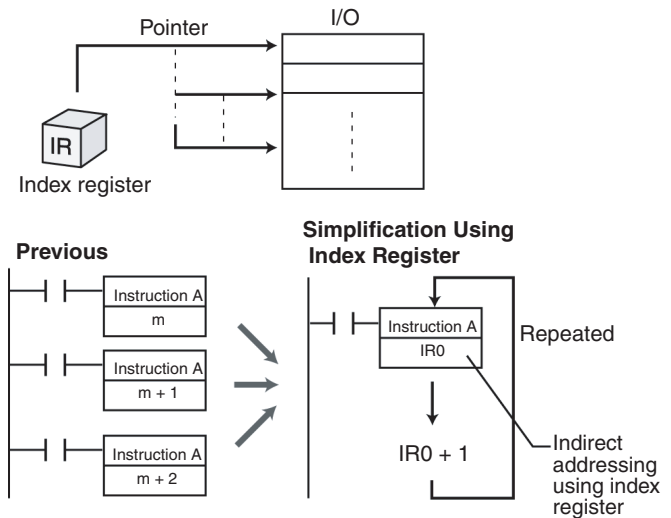 Pointer
I/O
IR
Index register
Previous
Instruction A
m
Instruction A
m + 1
Instruction A
m + 2
Simplification Using
Index Register
Instruction A
IR0
Repeated
IR0 + 1
Indirect
addressing
using index
register